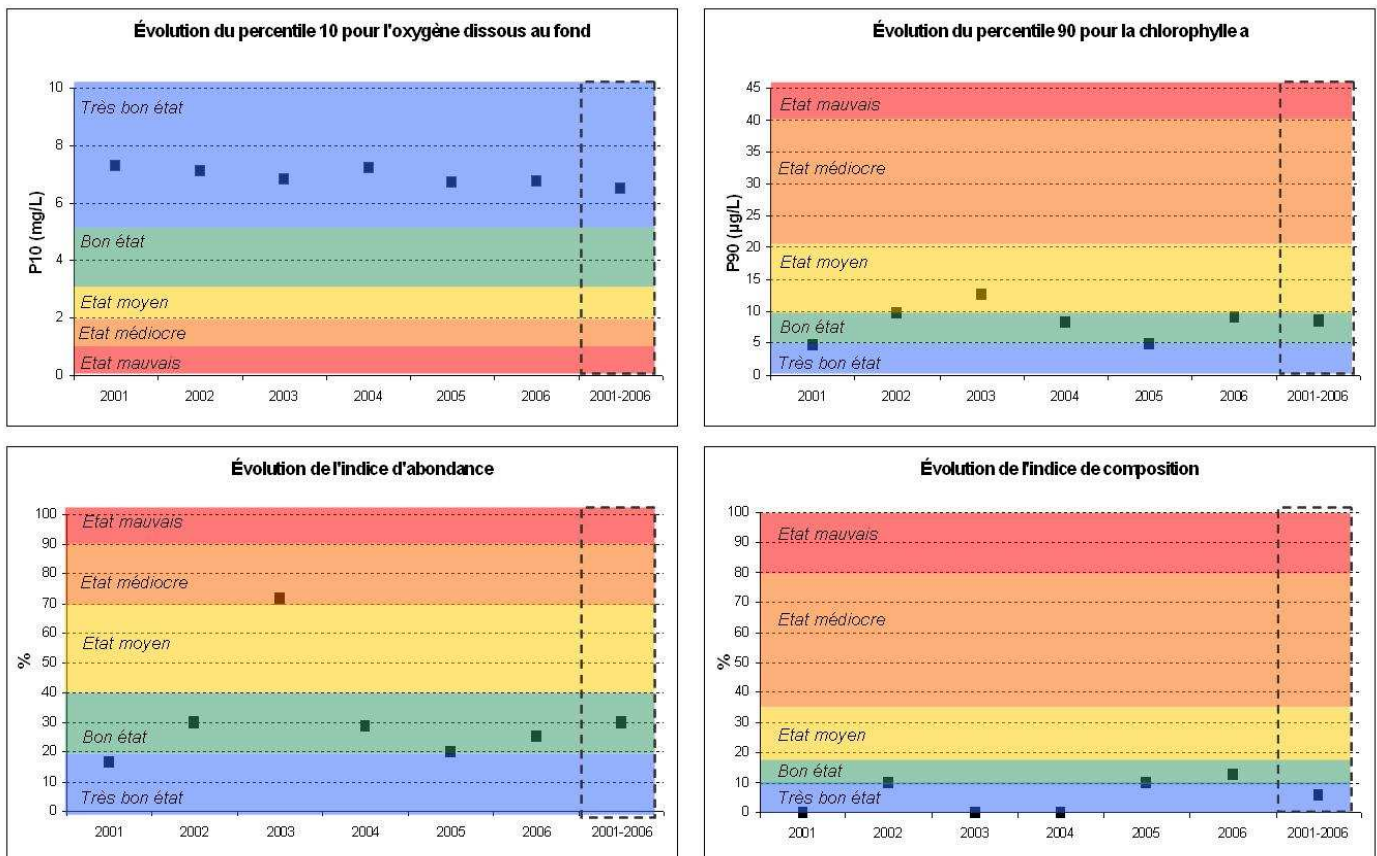 Évolution du percentile 10 pour l'oxygène dissous au fond
P10 (mg/L)
10
8
6
4
2
0
Très bon état
Bon état
Etat moyen
Etat médiocre
Etat mauvais
2001 2002 2003 2004 2005 2006 2001-2006
Évolution du percentile 90 pour la chlorophylle a
P90 (µg/L)
45
40
35
30
25
20
15
10
5
0
Etat mauvais
Etat médiocre
Etat moyen
Bon état
Très bon état
2001 2002 2003 2004 2005 2006 2001-2006
Évolution de l'indice d'abondance
%
100
90
80
70
60
50
40
30
20
10
0
Etat mauvais
Etat médiocre
Etat moyen
Bon état
Très bon état
2001 2002 2003 2004 2005 2006 2001-2006
Évolution de l'indice de composition
%
100
90
80
70
60
50
40
30
20
10
0
Etat mauvais
Etat médiocre
Etat moyen
Bon état
Très bon état
2001 2002 2003 2004 2005 2006 2001-2006